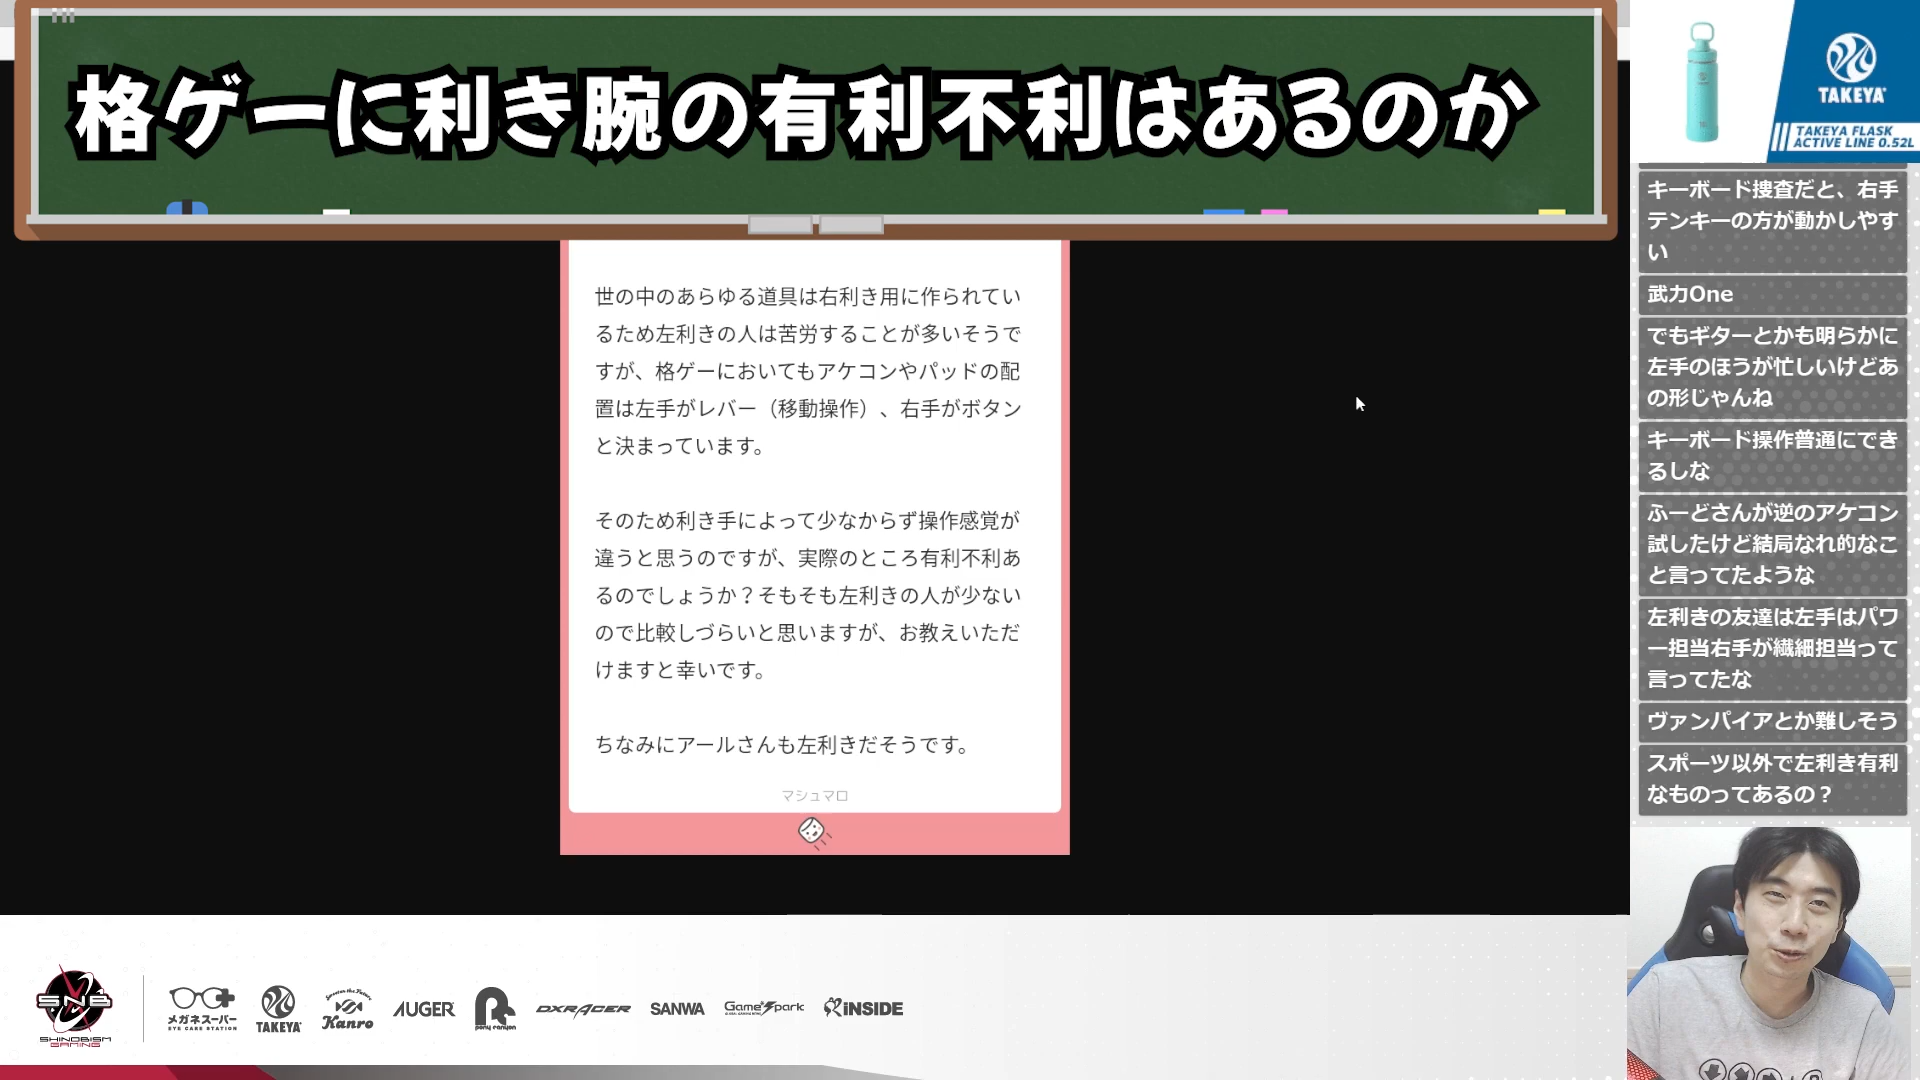 格ゲーに利き腕の有利不利はあるのか
世の中のあらゆる道具は右利き用に作られてい
るため左利きの人は苦労することが多いそうで
すが、格ゲーにおいてもアケコンやパッドの配
置は左手がレバー（移動操作）、右手がボタン
と決まっています。
そのため利き手によって少なからず操作感覚が
違うと思うのですが、実際のところ有利不利あ
るのでしょうか？そもそも左利きの人が少ない
ので比較しづらいと思いますが、お教えいただ
けますと幸いです。
ちなみにアールさんも左利きだそうです。
マシュマロ
TAKEYA
TAKEYA FLASK
ACTIVE LINE 0.52L
キーボード捜査だと、右手
テンキーの方が動かしやす
い
武力One
でもギターとかも明らかに
左手のほうが忙しいけどあ
の形じゃんね
キーボード操作普通にでき
るしな
ふーどさんが逆のアケコン
試したけど結局なれ的なこ
と言ってたような
左利きの友達は左手はパワ
ー担当右手が繊細担当って
言ってたな
ヴァンパイアとか難しそう
スポーツ以外で左利き有利
なものってあるの？
SNB
SHINOBISM
GAMING
メガネスーパー
EYE CARE STATION
TAKEYA
Sweeten the Future
Kanro
AUGER
pony canyon
DXRACER
SANWA
Game*Spark
iNSIDE